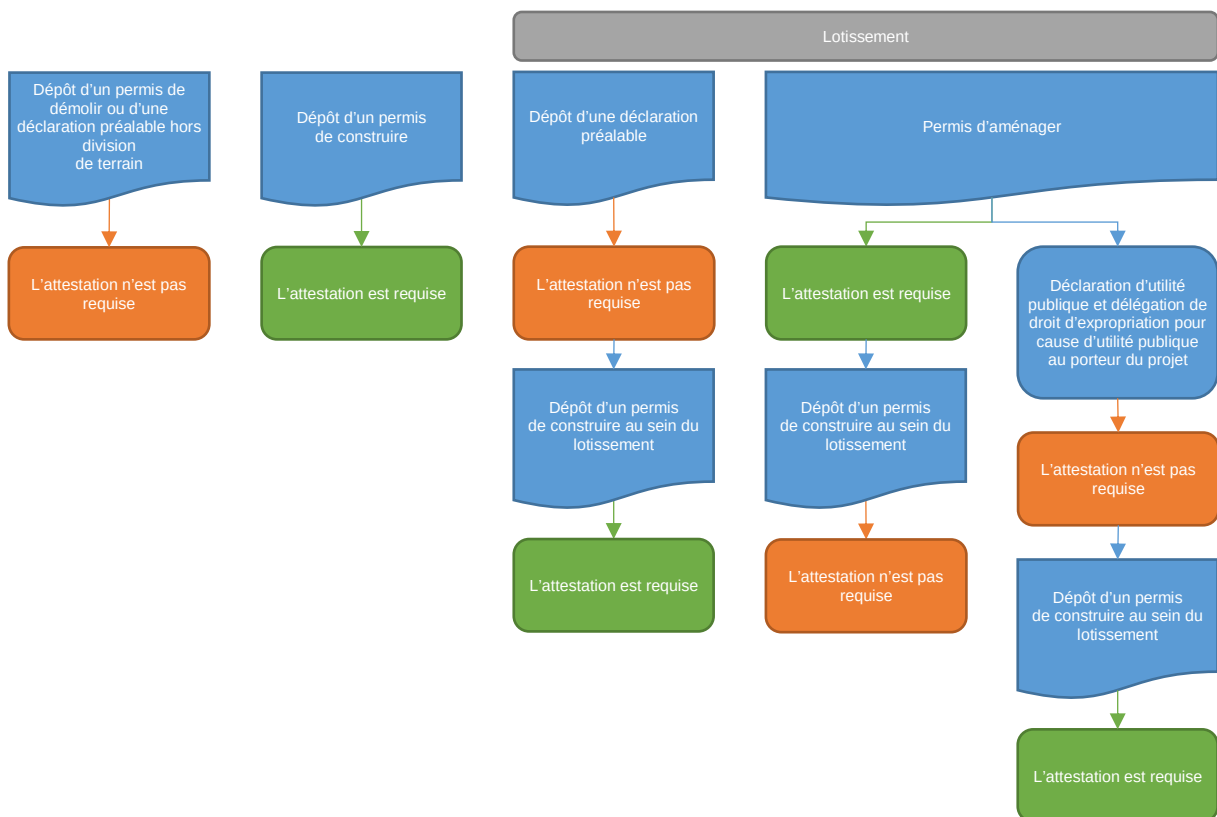 Lotissement
Dépôt d’un permis de
démolir ou d’une
déclaration préalable hors
division
de terrain
Dépôt d’un permis
de construire
Dépôt d’une déclaration
préalable
Permis d’aménager
L’attestation n’est pas
requise
L’attestation est requise
L’attestation n’est pas
requise
L’attestation est requise
Déclaration d’utilité
publique et délégation de
droit d’expropriation pour
cause d’utilité publique
au porteur du projet
Dépôt d’un permis
de construire au sein du
lotissement
Dépôt d’un permis
de construire au sein du
lotissement
L’attestation n’est pas
requise
L’attestation est requise
L’attestation n’est pas
requise
Dépôt d’un permis
de construire au sein du
lotissement
L’attestation est requise